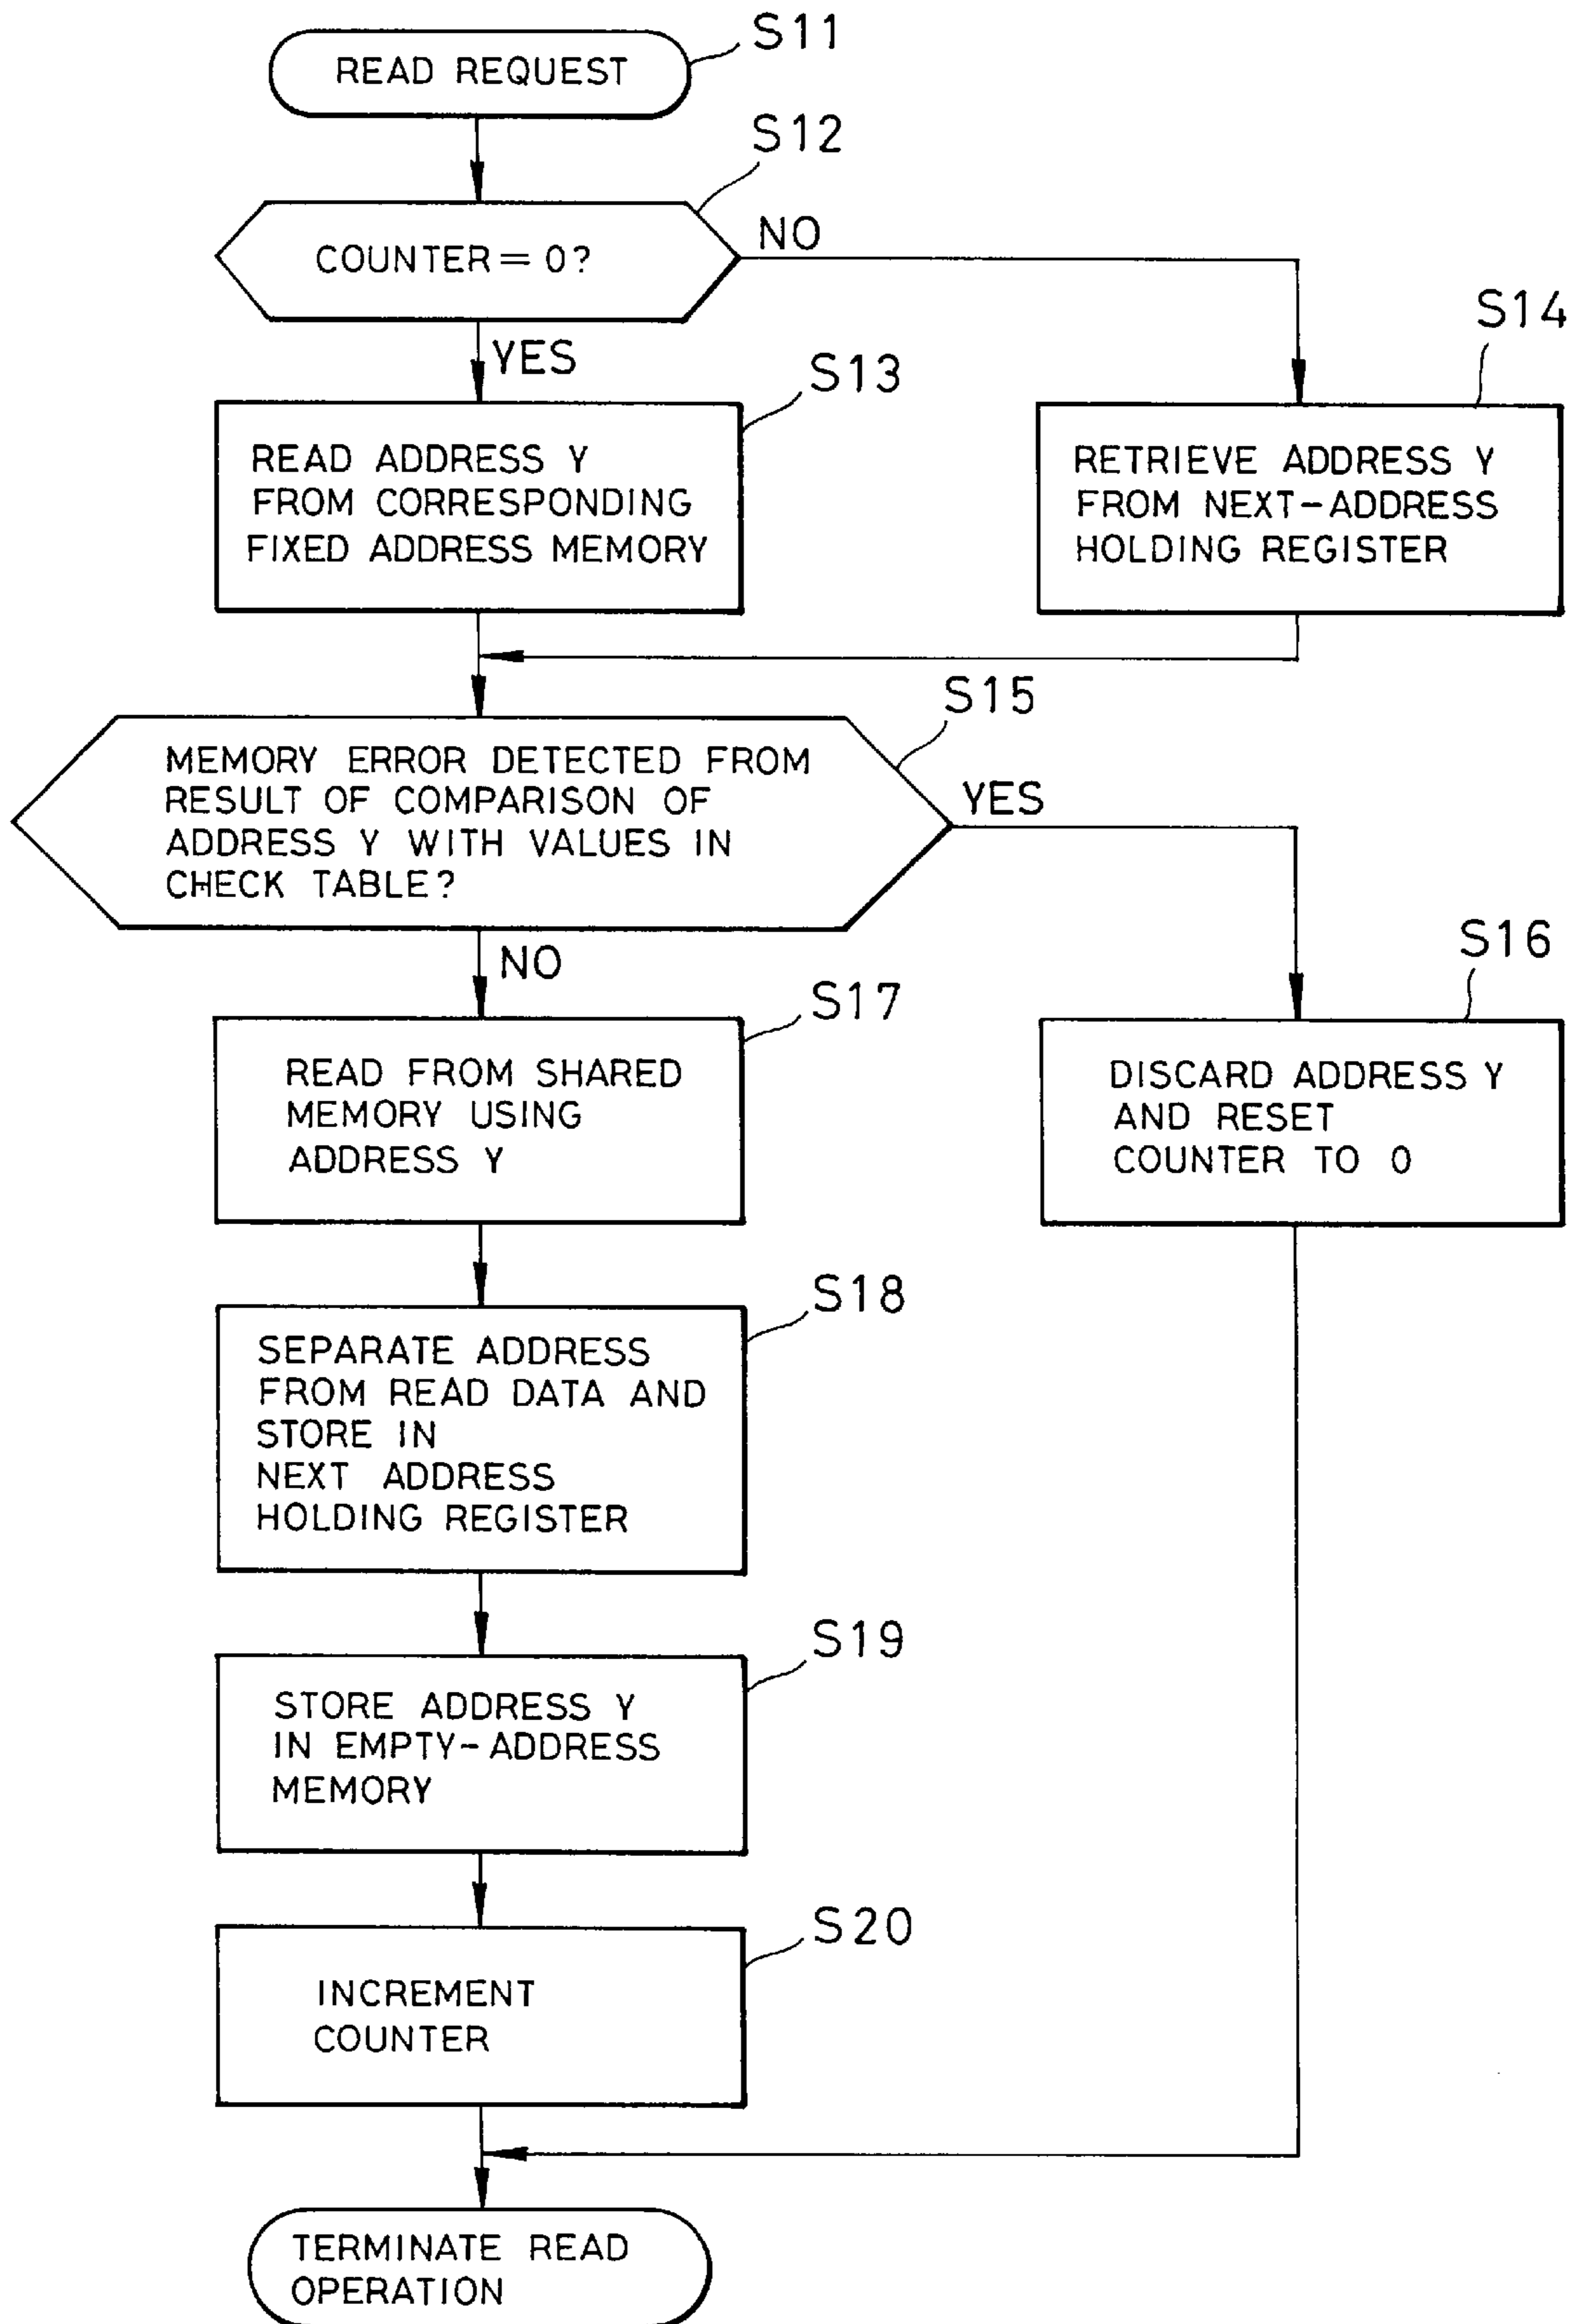 S11
READ REQUEST
S12
COUNTER = 0?
NO
YES
S13
READ ADDRESS Y
FROM CORRESPONDING
FIXED ADDRESS MEMORY
S14
RETRIEVE ADDRESS Y
FROM NEXT-ADDRESS
HOLDING REGISTER
S15
MEMORY ERROR DETECTED FROM
RESULT OF COMPARISON OF
ADDRESS Y WITH VALUES IN
CHECK TABLE?
YES
NO
S16
DISCARD ADDRESS Y
AND RESET
COUNTER TO 0
S17
READ FROM SHARED
MEMORY USING
ADDRESS Y
S18
SEPARATE ADDRESS
FROM READ DATA AND
STORE IN
NEXT ADDRESS
HOLDING REGISTER
S19
STORE ADDRESS Y
IN EMPTY-ADDRESS
MEMORY
S20
INCREMENT
COUNTER
TERMINATE READ
OPERATION